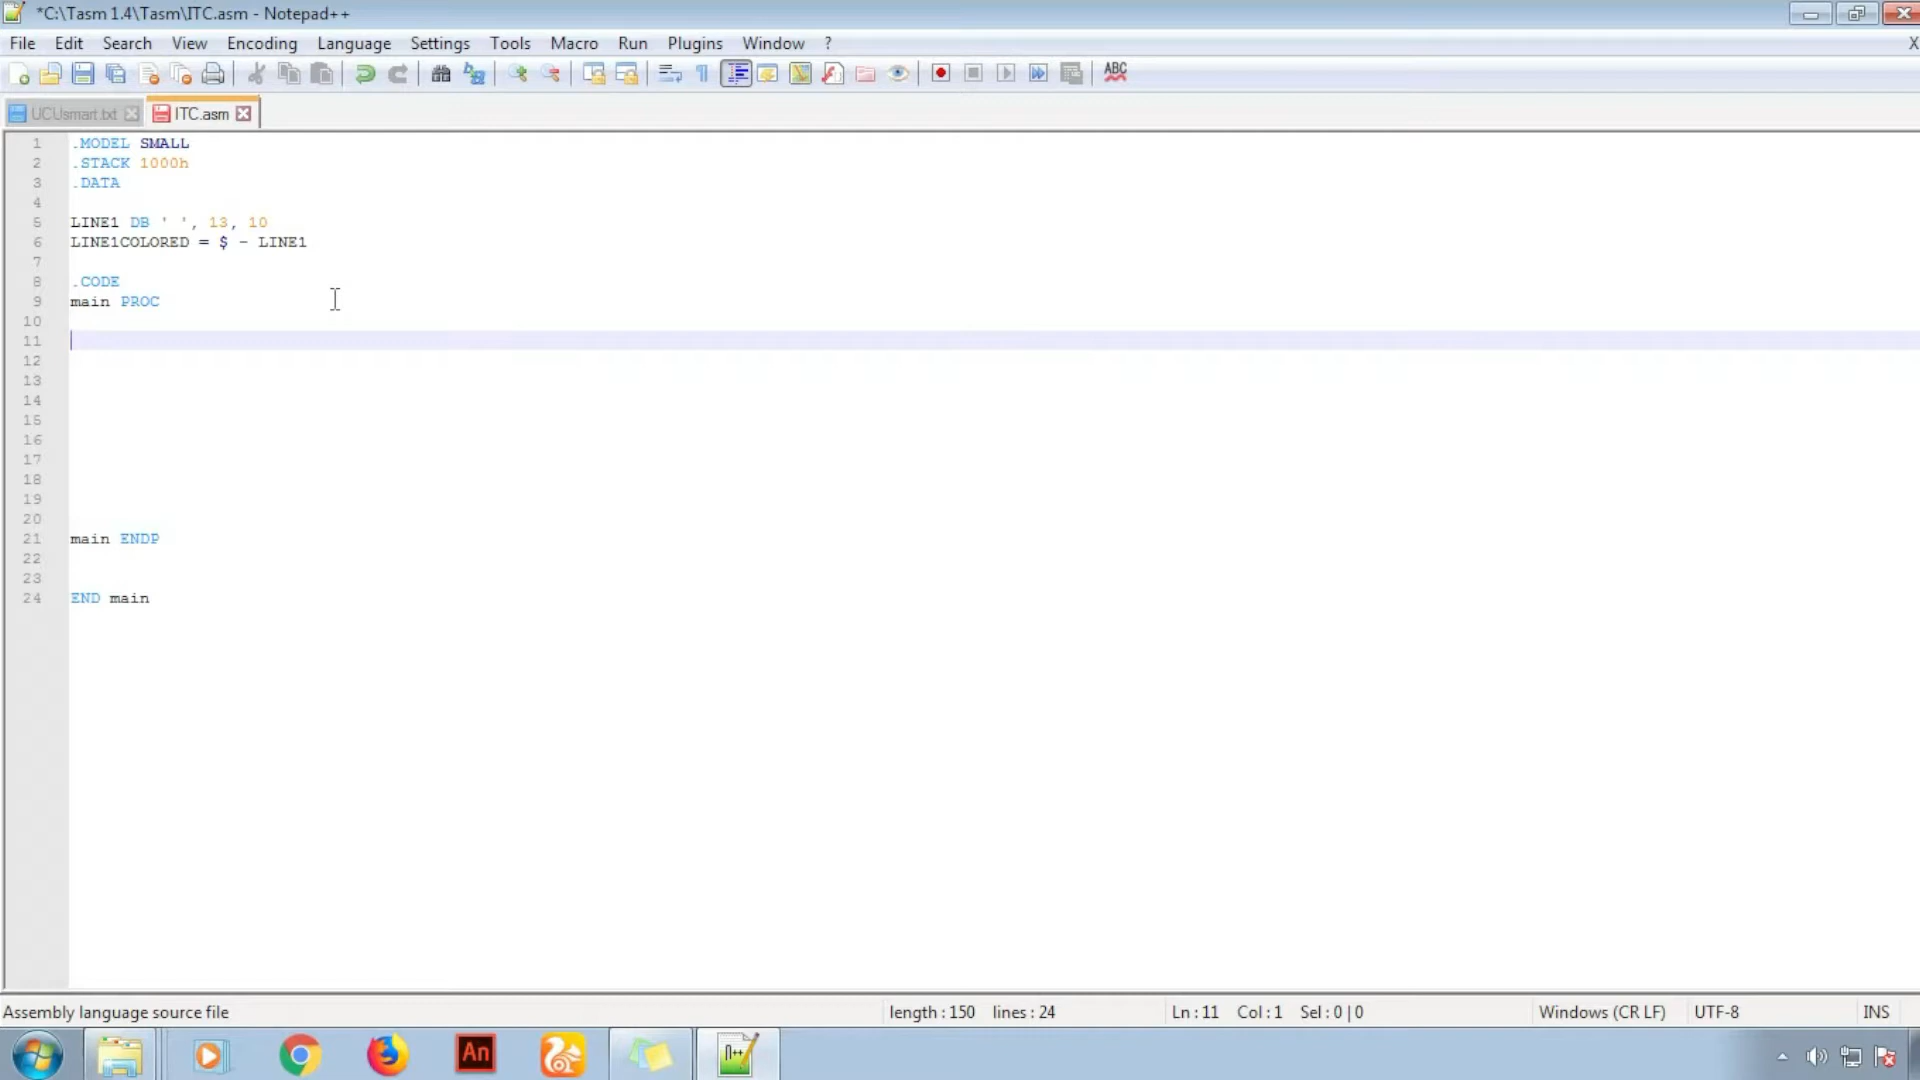 *C:\Tasm 1.4\Tasm\ITC.asm - Notepad++
File Edit Search View Encoding Language Settings Tools Macro Run Plugins Window ? X
ABC
UCUsmart.txt ITC.asm
1 .MODEL SMALL
2 .STACK 1000h
3 .DATA
4
5 LINE1 DB ' ', 13, 10
6 LINE1COLORED = $ - LINE1
7
8 .CODE
9 main PROC
10
11
12
13
14
15
16
17
18
19
20
21 main ENDP
22
23
24 END main
Assembly language source file length : 150 lines : 24 Ln : 11 Col : 1 Sel : 0 | 0 Windows (CR LF) UTF-8 INS
An n++